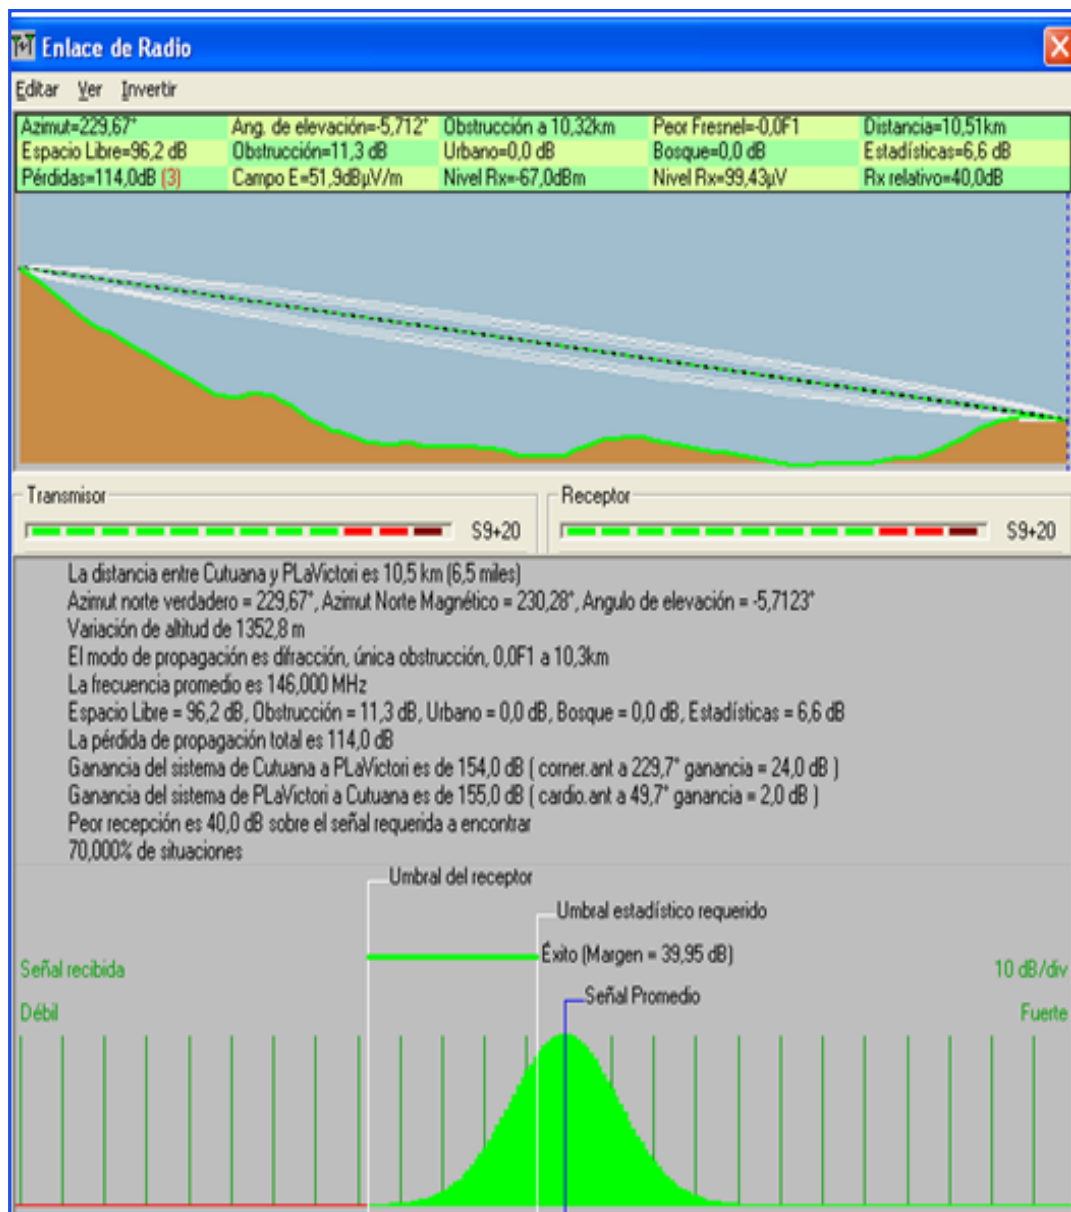 Enlace de Radio
Editar Ver Invertir
Azimut=229,67° Ang. de elevación=-5,712° Obstrucción a 10,32km Peor Fresnel=-0,0F1 Distancia=10,51km
Espacio Libre=96,2 dB Obstrucción=11,3 dB Urbano=0,0 dB Bosque=0,0 dB Estadísticas=6,6 dB
Pérdidas=114,0dB (3) Campo E=51,9dBµV/m Nivel Rx=-67,0dBm Nivel Rx=99,43µV Rx relativo=40,0dB
Transmisor Receptor
S9+20 S9+20
La distancia entre Cutuana y PLaVictori es 10,5 km (6,5 miles)
Azimut norte verdadero = 229,67°, Azimut Norte Magnético = 230,28°, Angulo de elevación = -5,7123°
Variación de altitud de 1352,8 m
El modo de propagación es difracción, única obstrucción, 0,0F1 a 10,3km
La frecuencia promedio es 146,000 MHz
Espacio Libre = 96,2 dB, Obstrucción = 11,3 dB, Urbano = 0,0 dB, Bosque = 0,0 dB, Estadísticas = 6,6 dB
La pérdida de propagación total es 114,0 dB
Ganancia del sistema de Cutuana a PLaVictori es de 154,0 dB ( corner.ant a 229,7° ganancia = 24,0 dB )
Ganancia del sistema de PLaVictori a Cutuana es de 155,0 dB ( cardio.ant a 49,7° ganancia = 2,0 dB )
Peor recepción es 40,0 dB sobre el señal requerida a encontrar
70,000% de situaciones
Umbral del receptor
Umbral estadístico requerido
Éxito (Margen = 39,95 dB)
Señal recibida 10 dB/div
Señal Promedio
Débil Fuerte